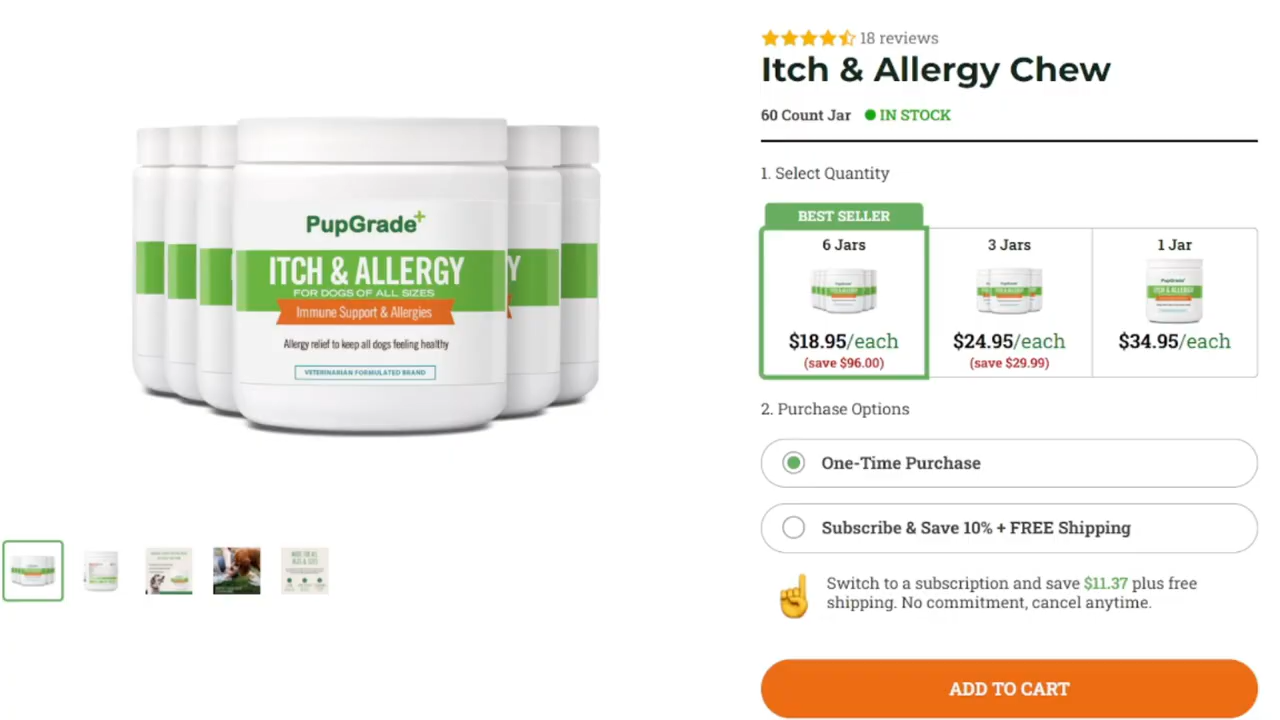 PupGrade+
ITCH & ALLERGY
FOR DOGS OF ALL SIZES
Immune Support & Allergies
Allergy relief to keep all dogs feeling healthy
VETERINARIAN FORMULATED BRAND
18 reviews
Itch & Allergy Chew
60 Count Jar IN STOCK
1. Select Quantity
BEST SELLER
6 Jars
$18.95/each
(save $96.00)
3 Jars
$24.95/each
(save $29.99)
1 Jar
PupGrade+
ITCH & ALLERGY
$34.95/each
2. Purchase Options
One-Time Purchase
Subscribe & Save 10% + FREE Shipping
Switch to a subscription and save $11.37 plus free
shipping. No commitment, cancel anytime.
ADD TO CART